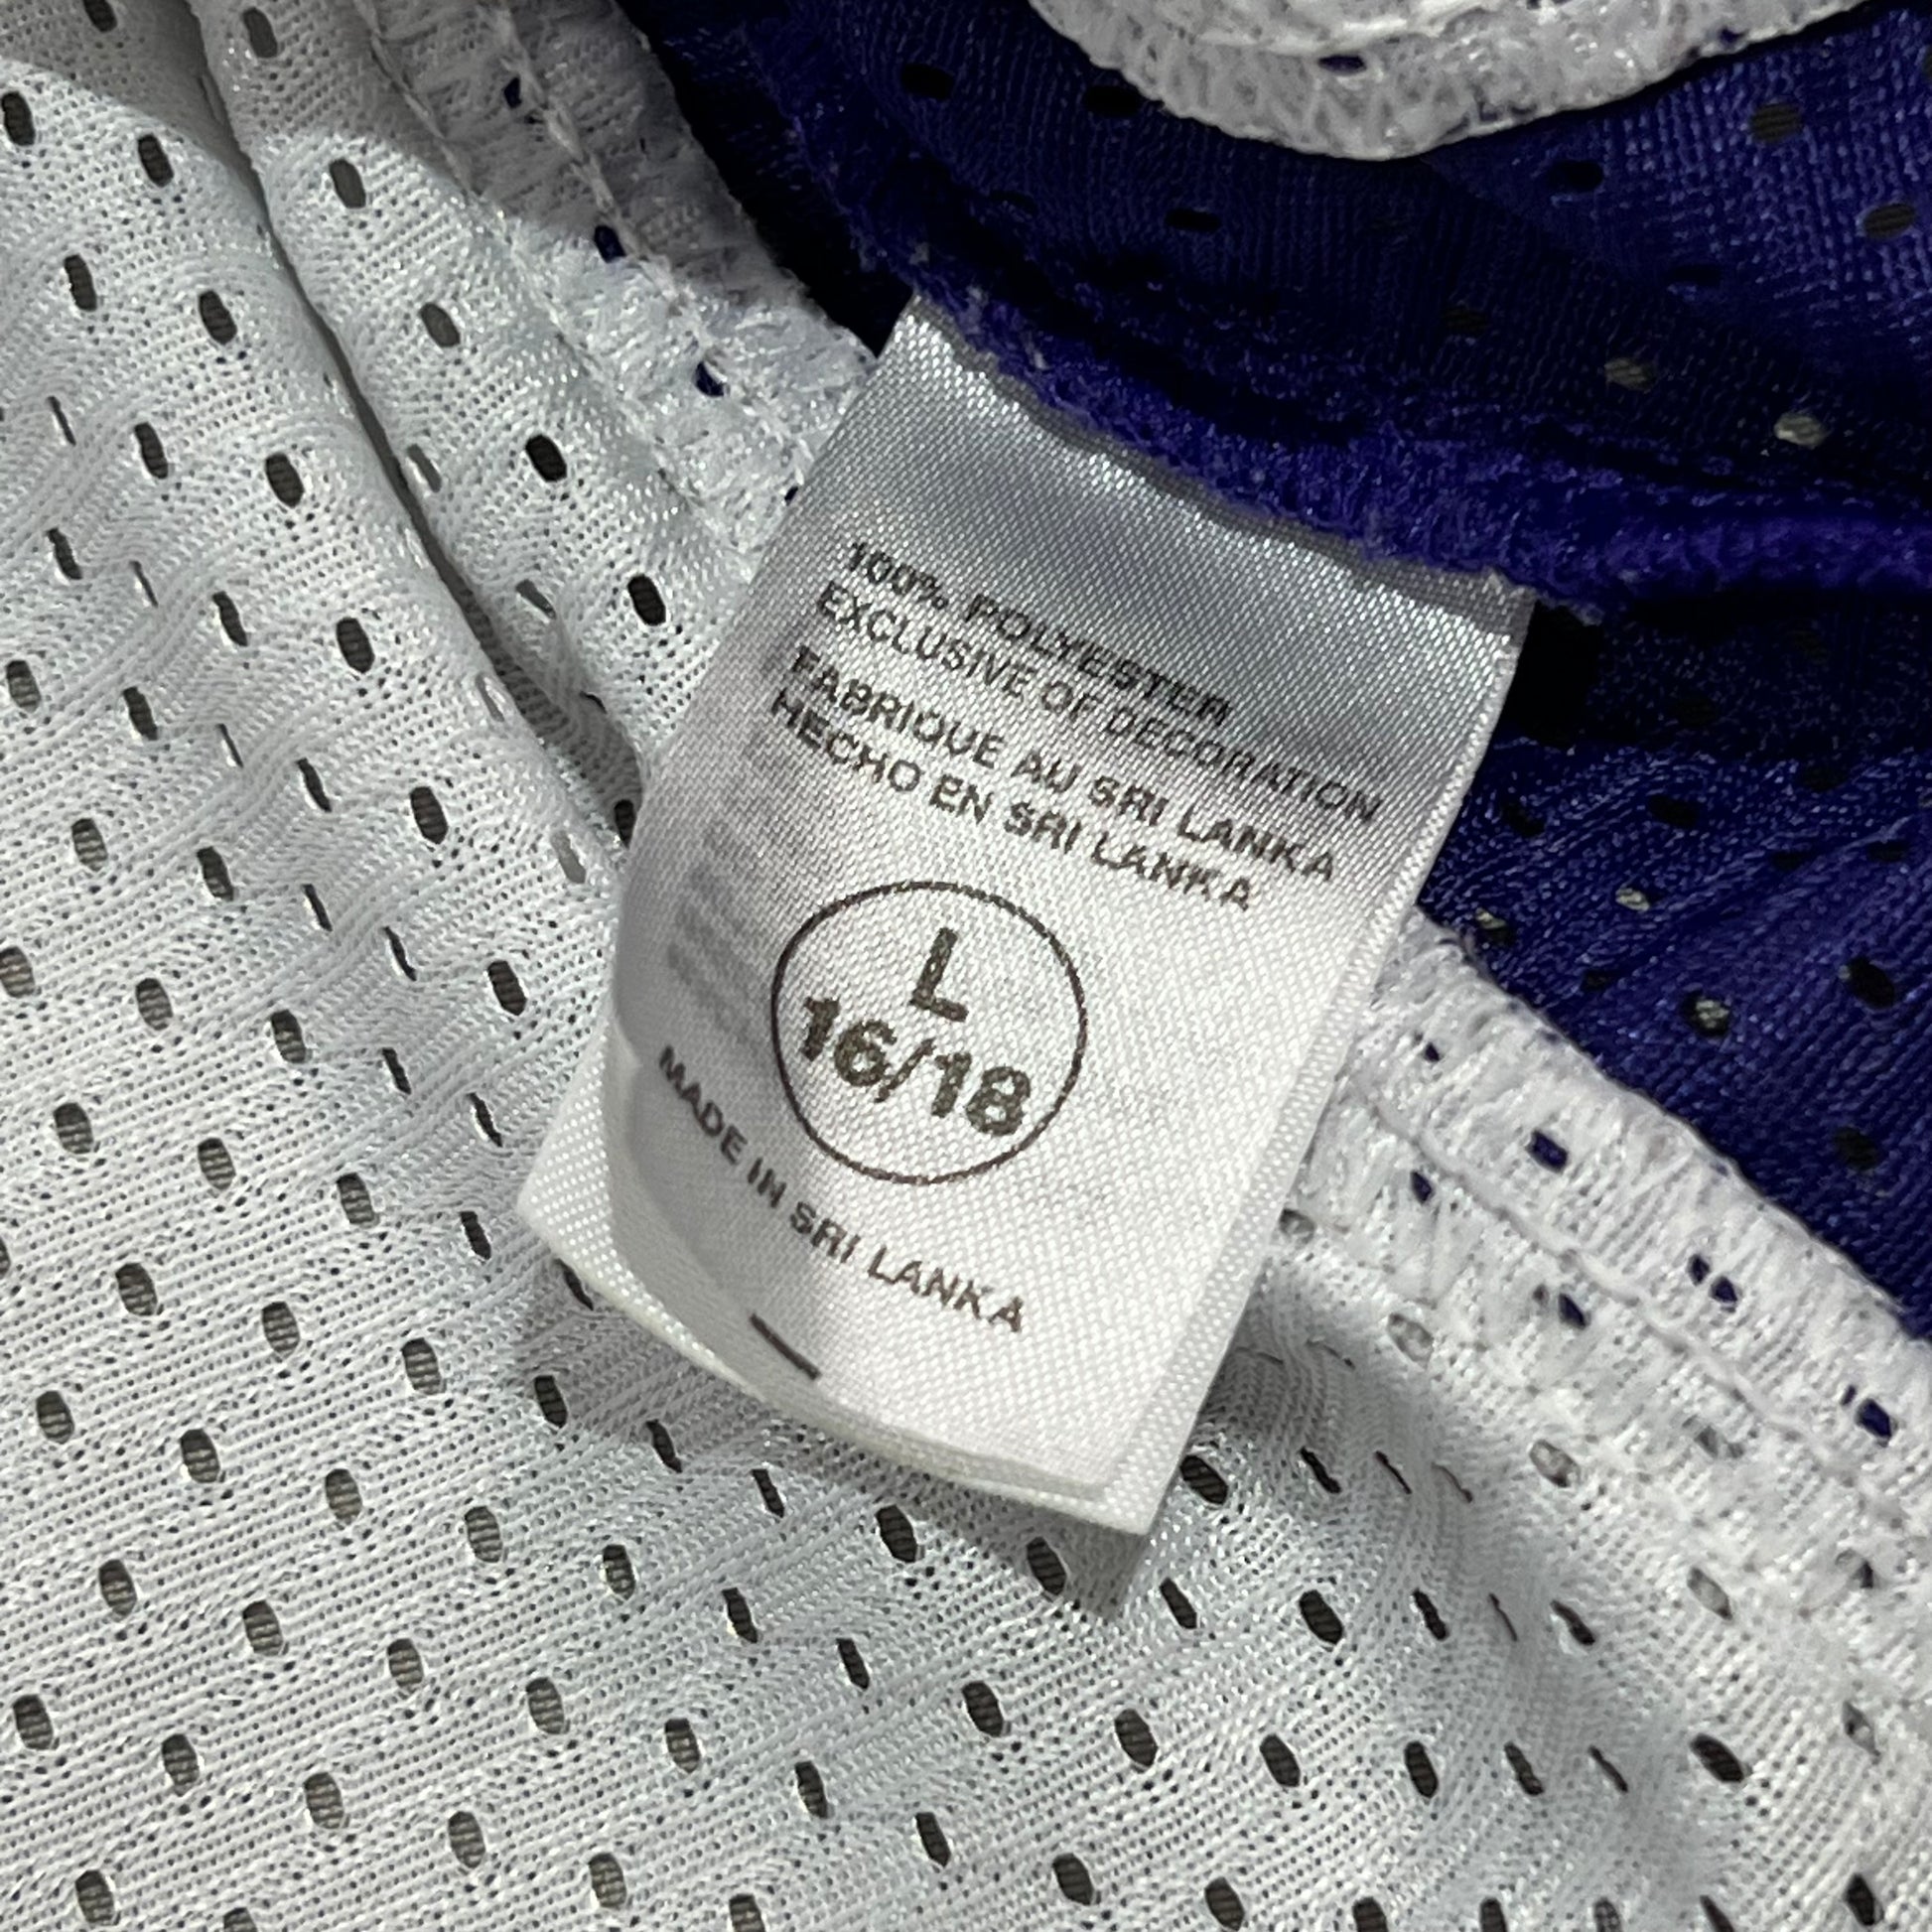 100% POLYESTER
EXCLUSIVE OF DECORATION
FABRIQUE AU SRI LANKA
HECHO EN SRI LANKA
L
16/18
MADE IN SRI LANKA